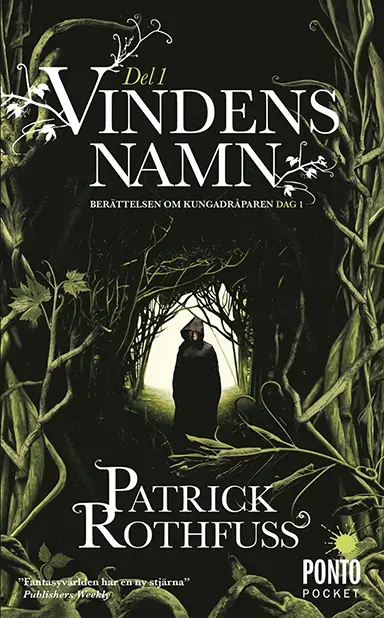 Del 1
VINDENS
NAMN
BERÄTTELSEN OM KUNGADRÅPAREN DAG 1
PATRICK
ROTHFUSS
”Fantasyvärlden har en ny stjärna”
Publishers Weekly
PONTO
POCKET